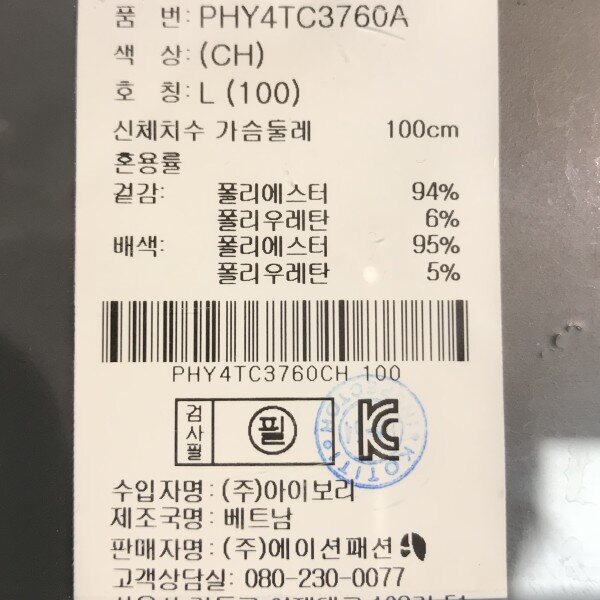 품 번: PHY4TC3760A
색 상: (CH)
호 칭: L (100)
신체치수 가슴둘레 100cm
혼용률
겉감: 폴리에스터 94%
폴리우레탄 6%
배색: 폴리에스터 95%
폴리우레탄 5%
PHY4TC3760CH 100
검사필 필
KC
KOTITI
수입자명: (주)아이보리
제조국명: 베트남
판매자명: (주)에이션패션
고객상담실: 080-230-0077